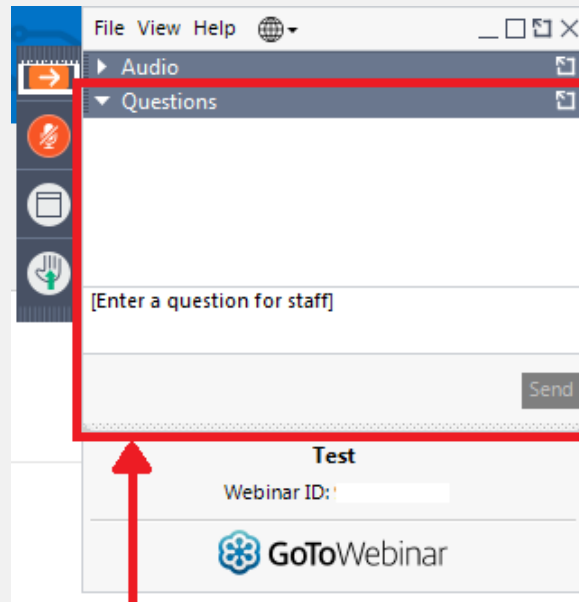 File View Help
Audio
Questions
[Enter a question for staff]
Send
Test
Webinar ID:
GoToWebinar